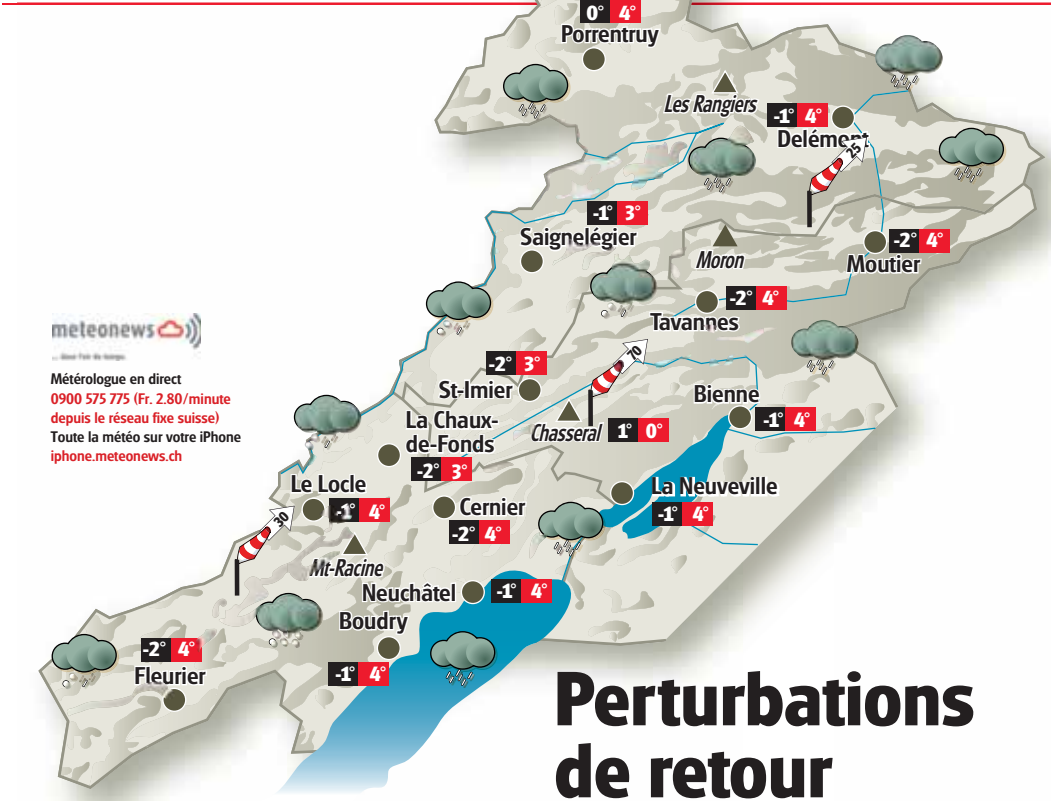 0° 4°
Porrentruy
Les Rangiers
-1° 4°
Delémont
25
-1° 3°
Saignelégier
Moron
-2° 4°
Moutier
-2° 4°
Tavannes
meteonews
Métérologue en direct
0900 575 775 (Fr. 2.80/minute
depuis le réseau fixe suisse)
Toute la météo sur votre iPhone
iphone.meteonews.ch
70
-2° 3°
St-Imier
Chasseral 1° 0°
Bienne
-1° 4°
La Chaux-
de-Fonds
-2° 3°
Le Locle
-1° 4°
Cernier
-2° 4°
La Neuveville
-1° 4°
30
Mt-Racine
Neuchâtel -1° 4°
Boudry
-1° 4°
-2° 4°
Fleurier
Perturbations
de retour